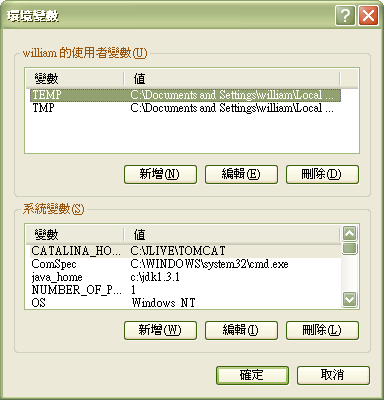 環境變數
william 的使用者變數(U)
變數 值
TEMP C:\Documents and Settings\william\Local ...
TMP C:\Documents and Settings\william\Local ...
新增(N) 編輯(E) 刪除(D)
系統變數(S)
變數 值
CATALINA_HO... C:\JLIVE\TOMCAT
ComSpec C:\WINDOWS\system32\cmd.exe
java_home c:\jdk1.3.1
NUMBER_OF_P... 1
OS Windows_NT
新增(W) 編輯(I) 刪除(L)
確定 取消